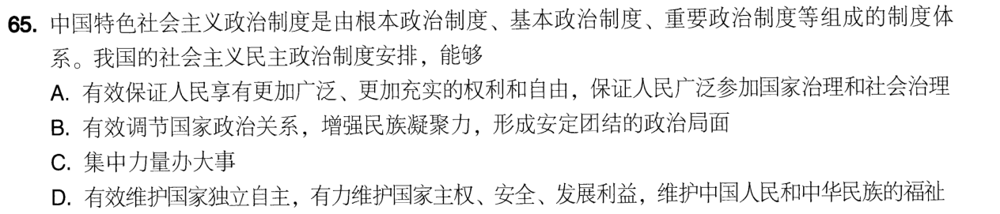 65. 中国特色社会主义政治制度是由根本政治制度、基本政治制度、重要政治制度等组成的制度体
系。我国的社会主义民主政治制度安排，能够
A. 有效保证人民享有更加广泛、更加充实的权利和自由，保证人民广泛参加国家治理和社会治理
B. 有效调节国家政治关系，增强民族凝聚力，形成安定团结的政治局面
C. 集中力量办大事
D. 有效维护国家独立自主，有力维护国家主权、安全、发展利益，维护中国人民和中华民族的福祉